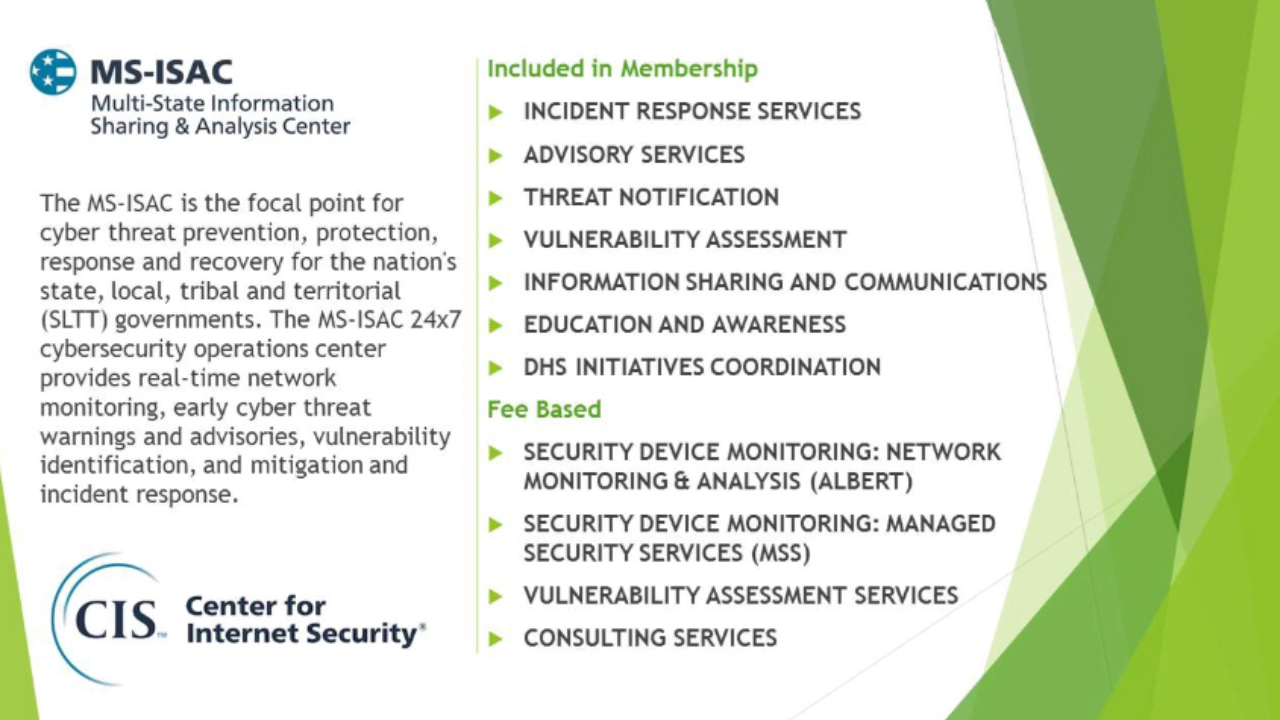 MS-ISAC
Multi-State Information
Sharing & Analysis Center
The MS-ISAC is the focal point for
cyber threat prevention, protection,
response and recovery for the nation's
state, local, tribal and territorial
(SLTT) governments. The MS-ISAC 24x7
cybersecurity operations center
provides real-time network
monitoring, early cyber threat
warnings and advisories, vulnerability
identification, and mitigation and
incident response.
CIS™
Center for
Internet Security®
Included in Membership
INCIDENT RESPONSE SERVICES
ADVISORY SERVICES
THREAT NOTIFICATION
VULNERABILITY ASSESSMENT
INFORMATION SHARING AND COMMUNICATIONS
EDUCATION AND AWARENESS
DHS INITIATIVES COORDINATION
Fee Based
SECURITY DEVICE MONITORING: NETWORK
MONITORING & ANALYSIS (ALBERT)
SECURITY DEVICE MONITORING: MANAGED
SECURITY SERVICES (MSS)
VULNERABILITY ASSESSMENT SERVICES
CONSULTING SERVICES